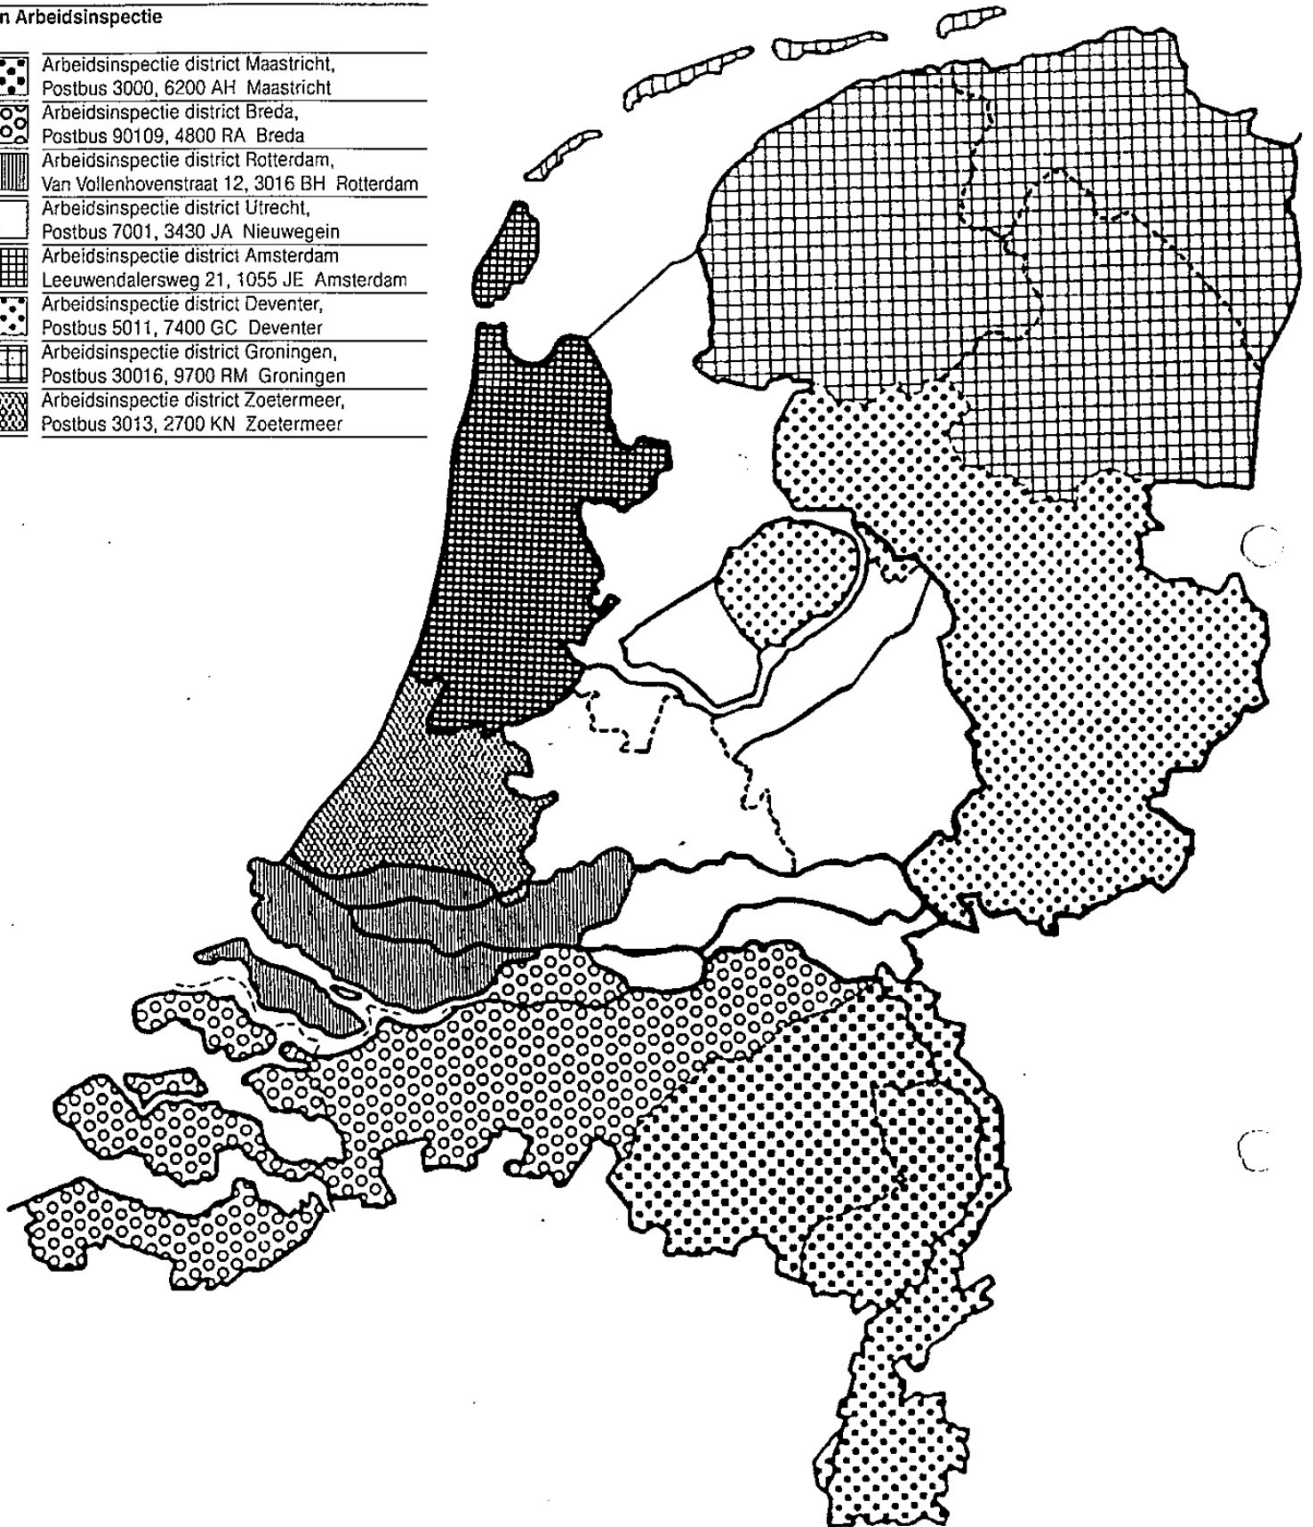 n Arbeidsinspectie
Arbeidsinspectie district Maastricht,
Postbus 3000, 6200 AH Maastricht
Arbeidsinspectie district Breda,
Postbus 90109, 4800 RA Breda
Arbeidsinspectie district Rotterdam,
Van Vollenhovenstraat 12, 3016 BH Rotterdam
Arbeidsinspectie district Utrecht,
Postbus 7001, 3430 JA Nieuwegein
Arbeidsinspectie district Amsterdam
Leeuwendalersweg 21, 1055 JE Amsterdam
Arbeidsinspectie district Deventer,
Postbus 5011, 7400 GC Deventer
Arbeidsinspectie district Groningen,
Postbus 30016, 9700 RM Groningen
Arbeidsinspectie district Zoetermeer,
Postbus 3013, 2700 KN Zoetermeer